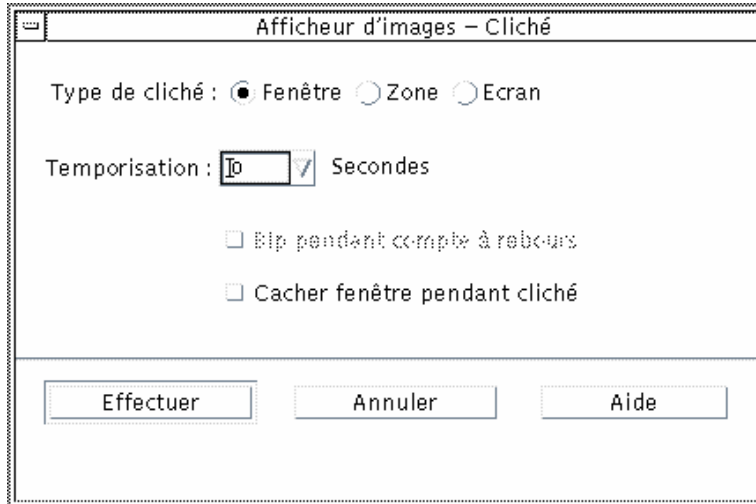 Afficheur d'images – Cliché
Type de cliché : Fenêtre Zone Ecran
Temporisation : 0 Secondes
Bip pendant compte à rebours
Cacher fenêtre pendant cliché
Effectuer Annuler Aide